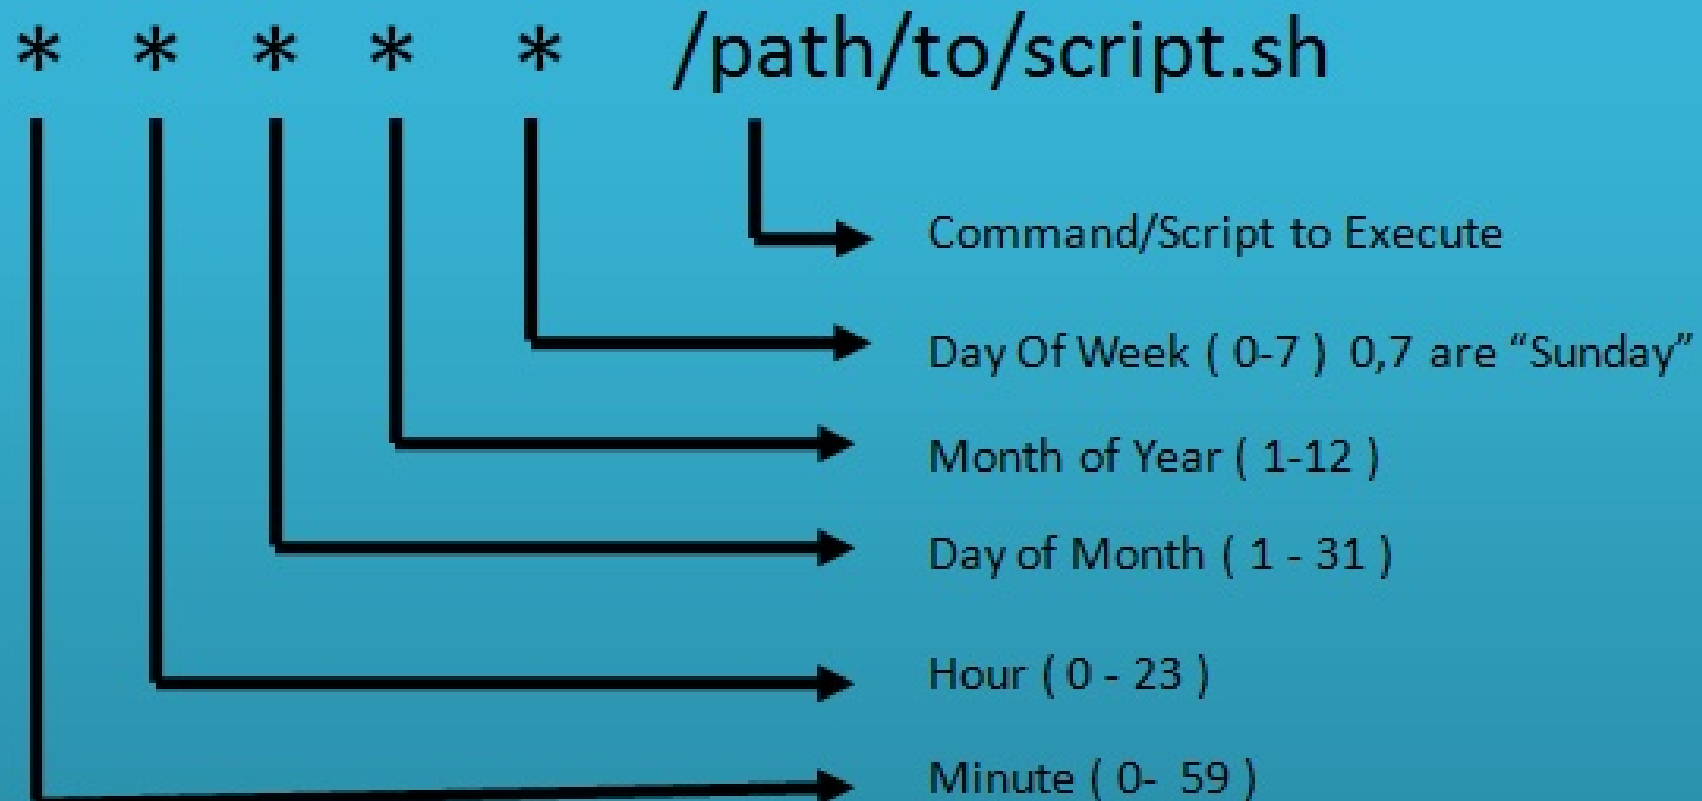 * * * * * /path/to/script.sh
Command/Script to Execute
Day Of Week ( 0-7 ) 0,7 are “Sunday”
Month of Year ( 1-12 )
Day of Month ( 1 - 31 )
Hour ( 0 - 23 )
Minute ( 0- 59 )